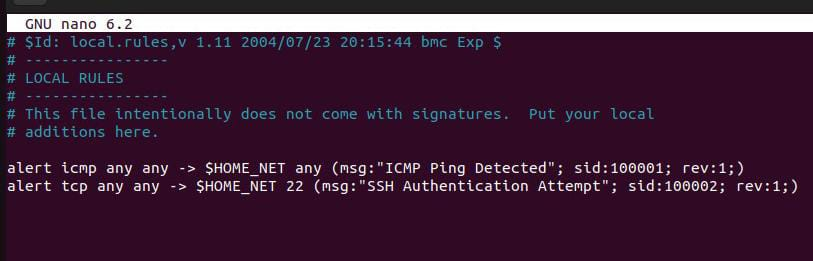 GNU nano 6.2
# $Id: local.rules,v 1.11 2004/07/23 20:15:44 bmc Exp $
# ----------------
# LOCAL RULES
# ----------------
# This file intentionally does not come with signatures.  Put your local
# additions here.
alert icmp any any -> $HOME_NET any (msg:"ICMP Ping Detected"; sid:100001; rev:1;)
alert tcp any any -> $HOME_NET 22 (msg:"SSH Authentication Attempt"; sid:100002; rev:1;)